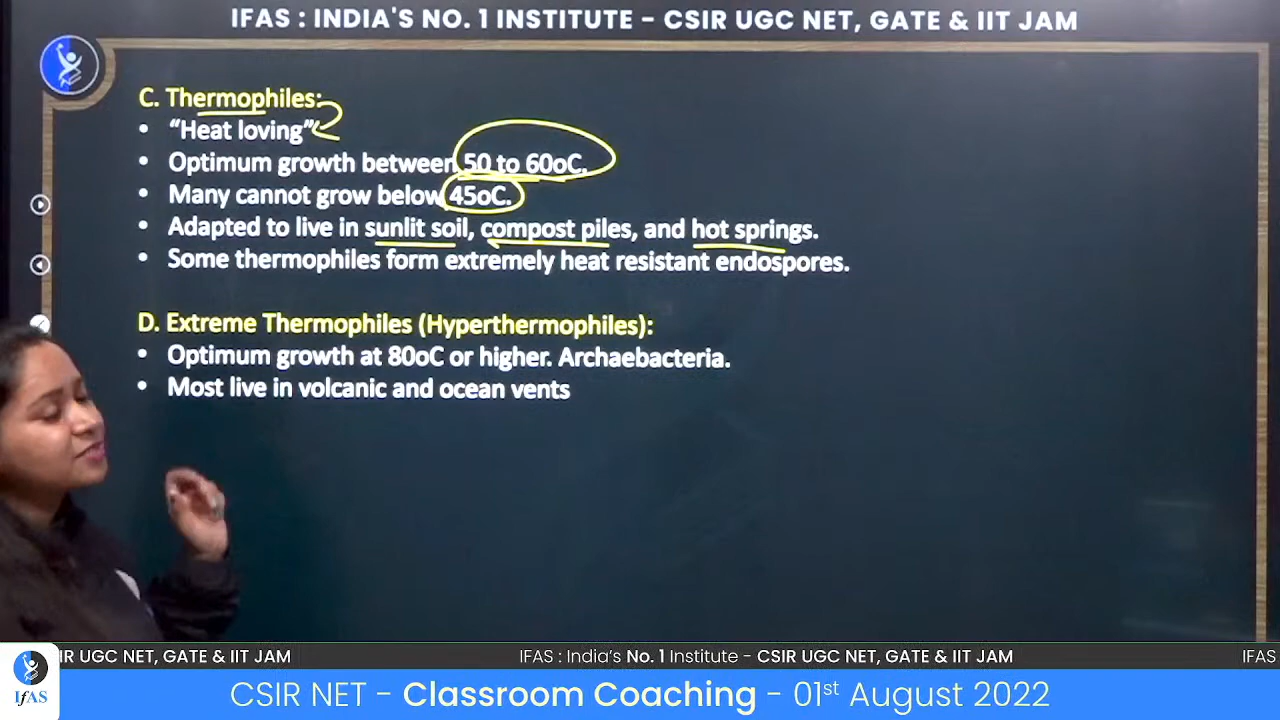 IFAS : INDIA'S NO. 1 INSTITUTE - CSIR UGC NET, GATE & IIT JAM
C. Thermophiles:
• “Heat loving”
• Optimum growth between 50 to 60oC.
• Many cannot grow below 45oC.
• Adapted to live in sunlit soil, compost piles, and hot springs.
• Some thermophiles form extremely heat resistant endospores.
D. Extreme Thermophiles (Hyperthermophiles):
• Optimum growth at 80oC or higher. Archaebacteria.
• Most live in volcanic and ocean vents
IR UGC NET, GATE & IIT JAM IFAS : India’s No. 1 Institute - CSIR UGC NET, GATE & IIT JAM IFAS
IfAS
CSIR NET - Classroom Coaching - 01st August 2022